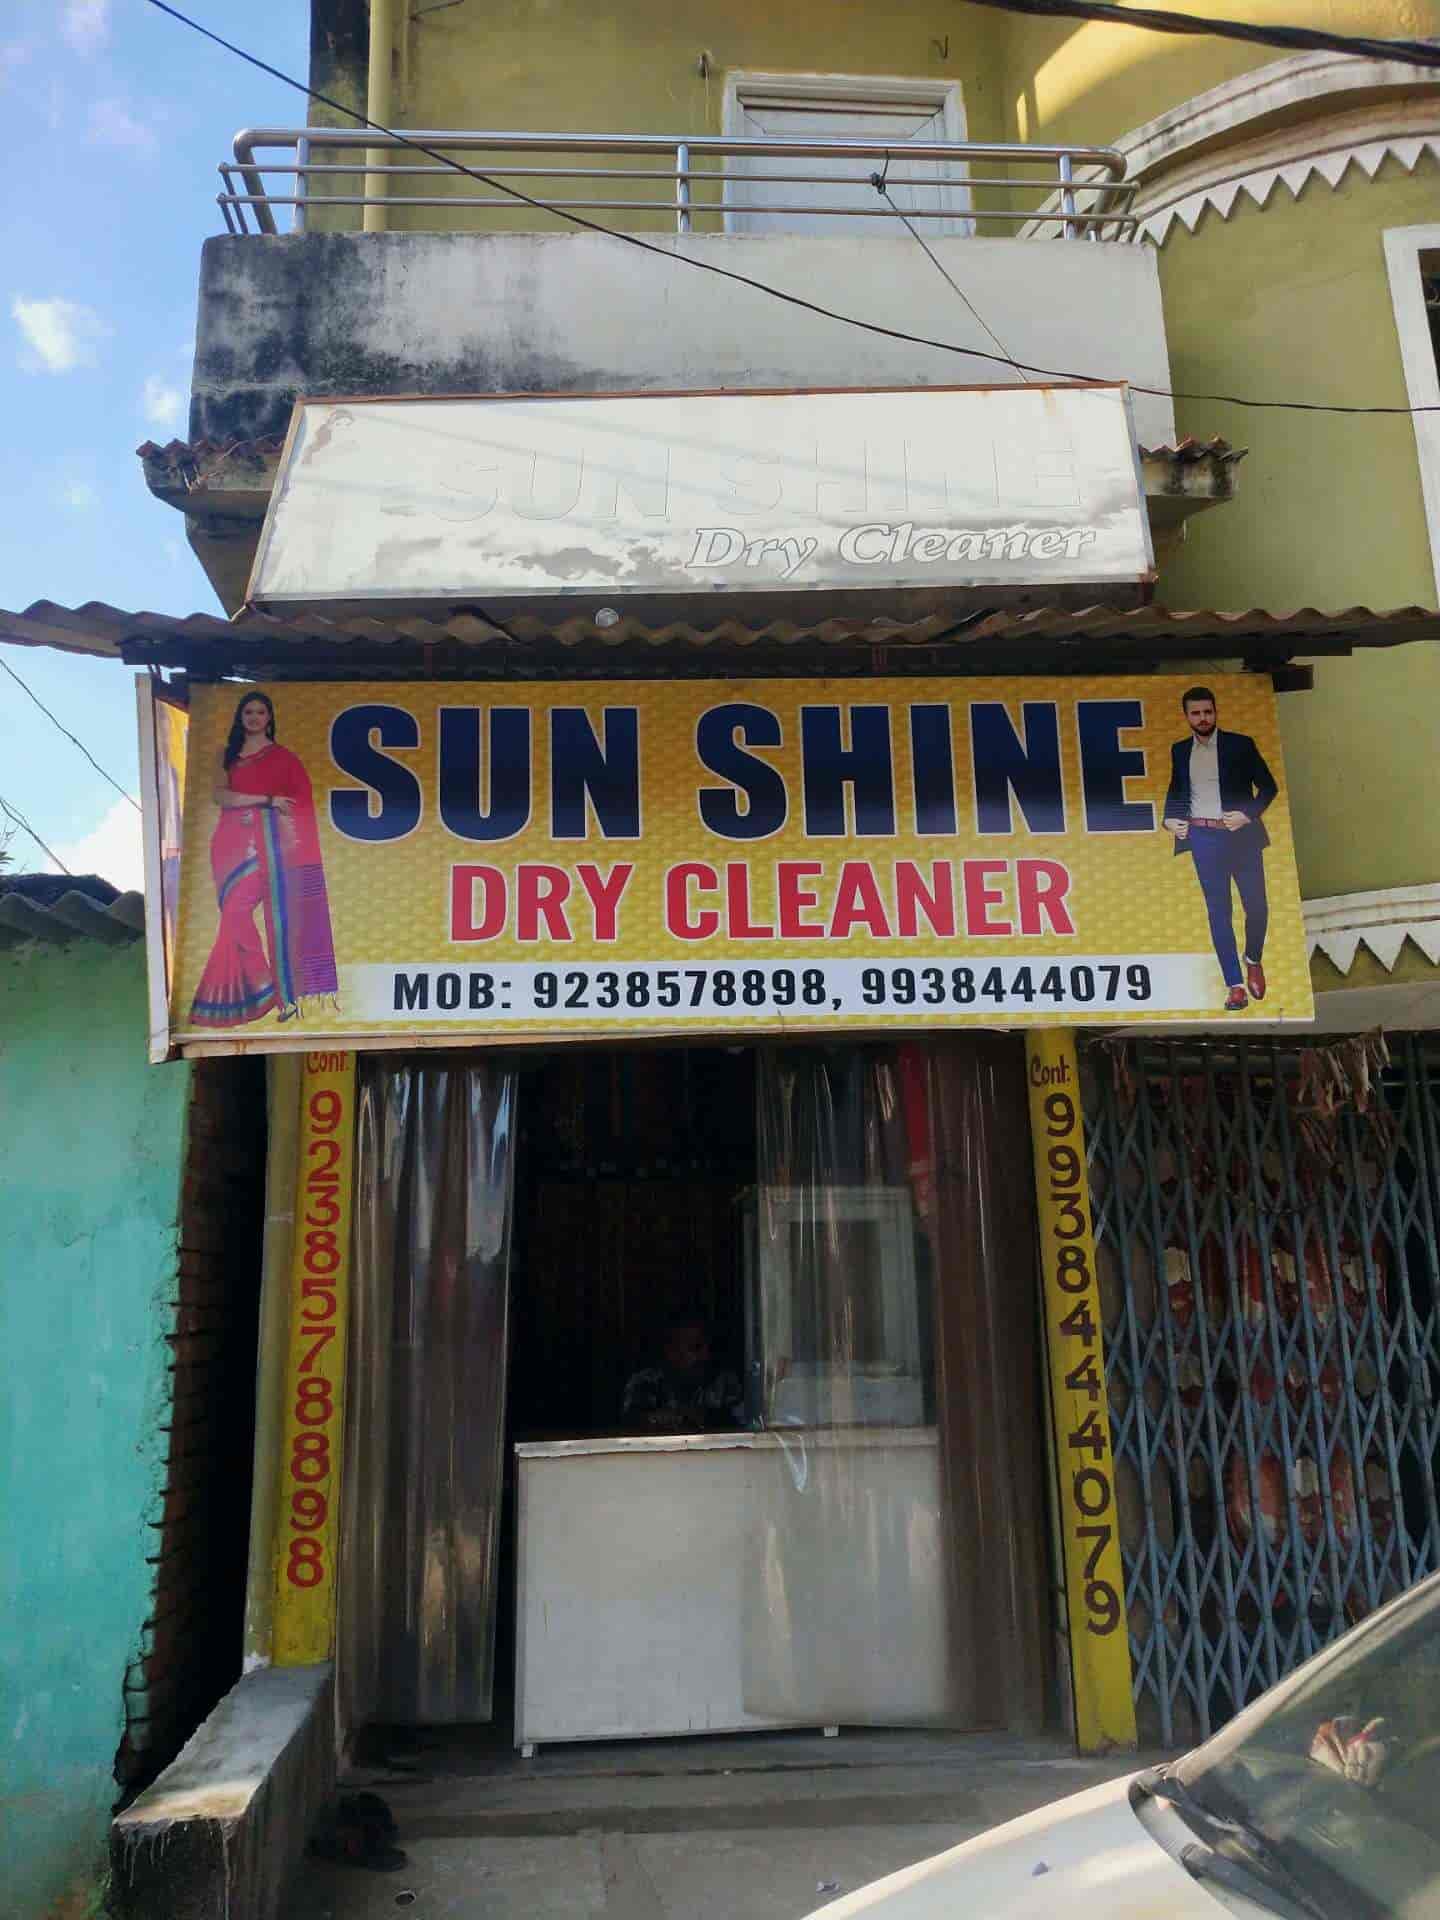 SUN SHINE
Dry Cleaner
SUN SHINE
DRY CLEANER
MOB: 9238578898, 9938444079
Cont.
9238578898
Cont.
9938444079